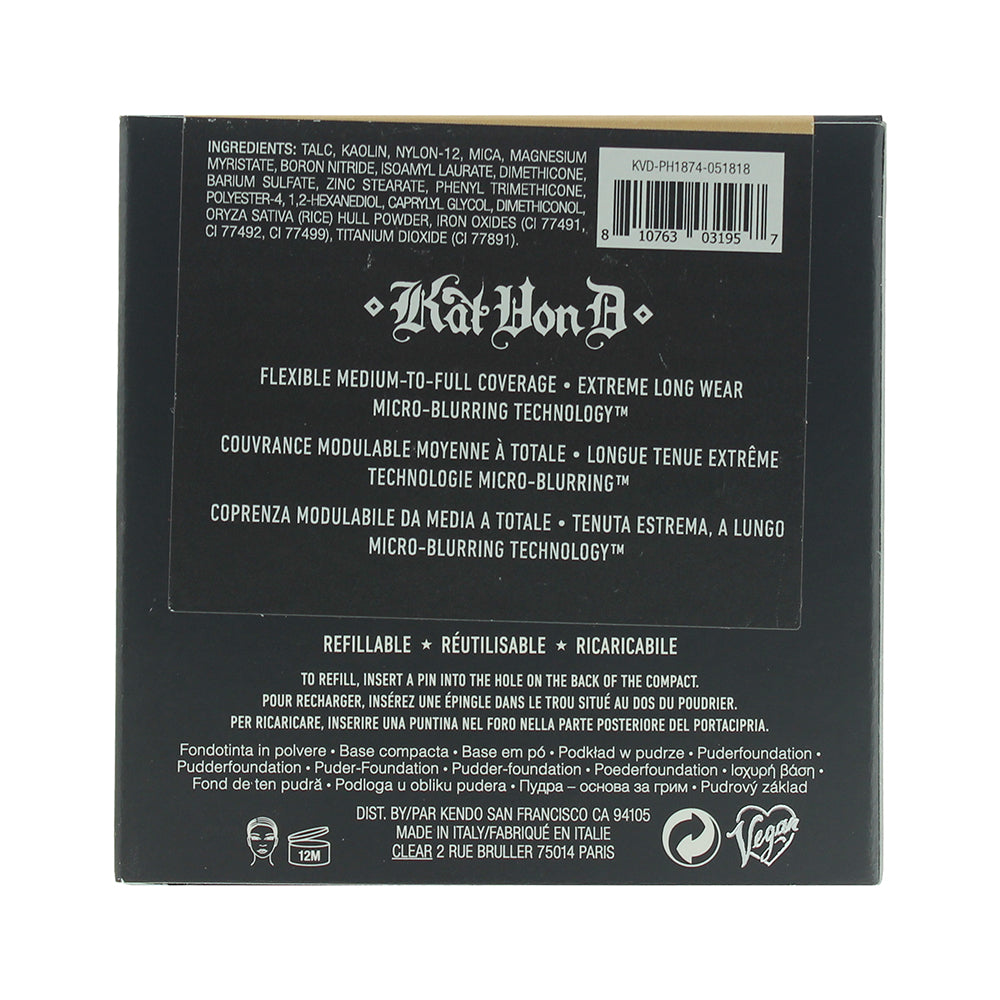 INGREDIENTS: TALC, KAOLIN, NYLON-12, MICA, MAGNESIUM
MYRISTATE, BORON NITRIDE, ISOAMYL LAURATE, DIMETHICONE,
BARIUM SULFATE, ZINC STEARATE, PHENYL TRIMETHICONE,
POLYESTER-4, 1,2-HEXANEDIOL, CAPRYLYL GLYCOL, DIMETHICONOL,
ORYZA SATIVA (RICE) HULL POWDER, IRON OXIDES (CI 77491,
CI 77492, CI 77499), TITANIUM DIOXIDE (CI 77891).
KVD-PH1874-051818
8 10763 03195 7
Kat Von D
FLEXIBLE MEDIUM-TO-FULL COVERAGE • EXTREME LONG WEAR
MICRO-BLURRING TECHNOLOGY™
COUVRANCE MODULABLE MOYENNE À TOTALE • LONGUE TENUE EXTRÊME
TECHNOLOGIE MICRO-BLURRING™
COPRENZA MODULABILE DA MEDIA A TOTALE • TENUTA ESTREMA, A LUNGO
MICRO-BLURRING TECHNOLOGY™
REFILLABLE ★ RÉUTILISABLE ★ RICARICABILE
TO REFILL, INSERT A PIN INTO THE HOLE ON THE BACK OF THE COMPACT.
POUR RECHARGER, INSÉREZ UNE ÉPINGLE DANS LE TROU SITUÉ AU DOS DU POUDRIER.
PER RICARICARE, INSERIRE UNA PUNTINA NEL FORO NELLA PARTE POSTERIORE DEL PORTACIPRIA.
Fondotinta in polvere • Base compacta • Base em pó • Podkład w pudrze • Puderfoundation •
Pudderfoundation • Puder-Foundation • Pudder-foundation • Poederfoundation • Ισχυρή βάση •
Fond de ten pudră • Podloga u obliku pudera • Пудра – основа за грим • Pudrový základ
DIST. BY/PAR KENDO SAN FRANCISCO CA 94105
MADE IN ITALY/FABRIQUÉ EN ITALIE
CLEAR 2 RUE BRULLER 75014 PARIS
12M
Vegan